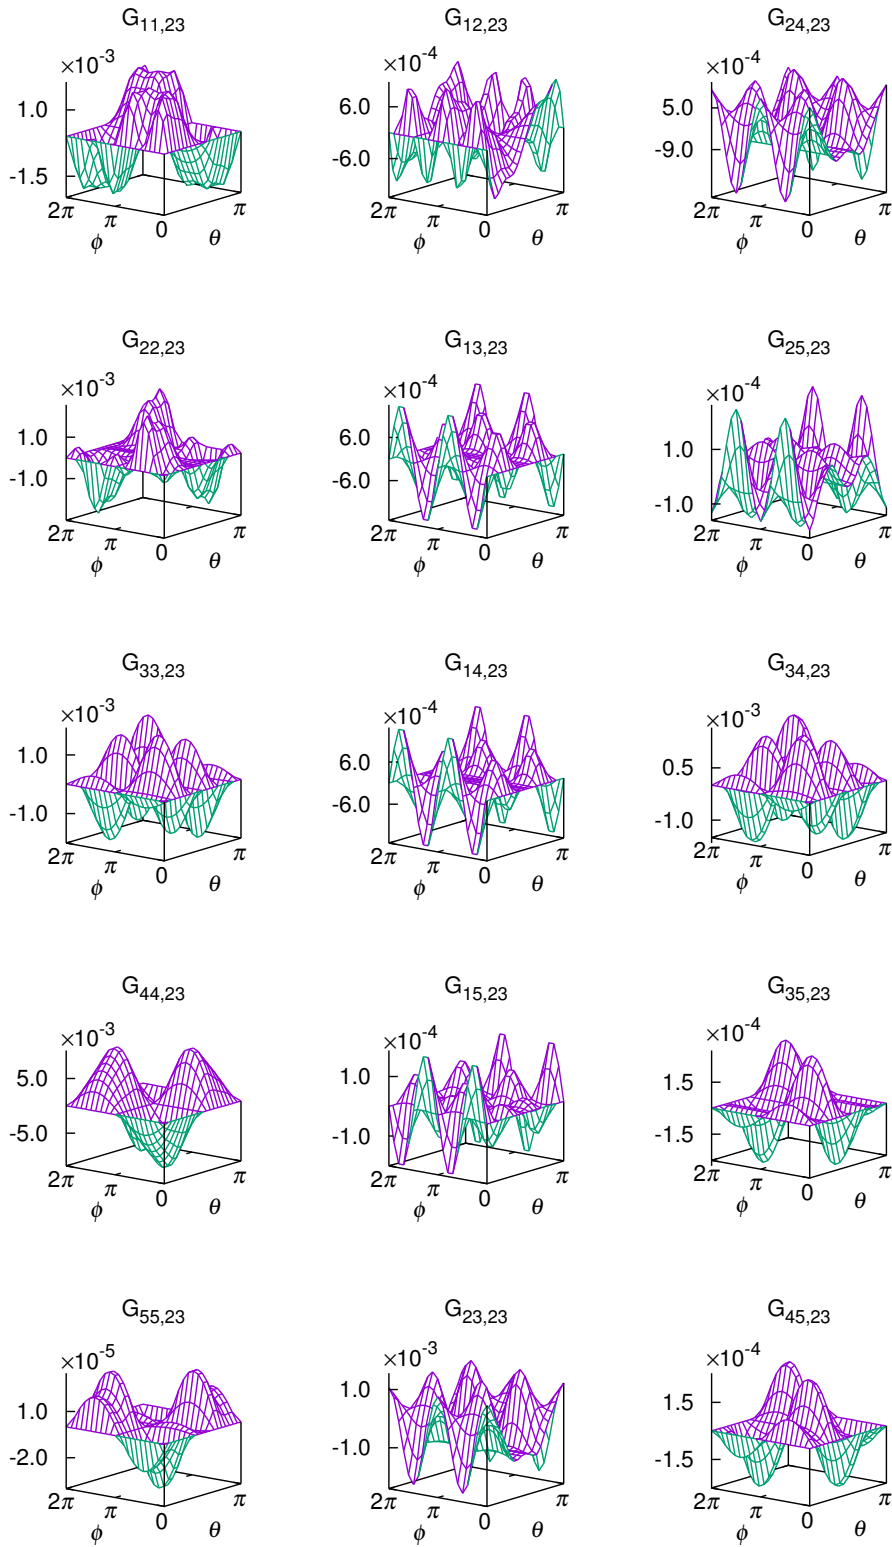 G11,23 G12,23 G24,23
×10-3 ×10-4 ×10-4
1.0 6.0 5.0
-1.5 -6.0 -9.0
2π π 0 π 2π π 0 π 2π π 0 π
ϕ θ ϕ θ ϕ θ
G22,23 G13,23 G25,23
×10-3 ×10-4 ×10-4
1.0 6.0 1.0
-1.0 -6.0 -1.0
2π π 0 π 2π π 0 π 2π π 0 π
ϕ θ ϕ θ ϕ θ
G33,23 G14,23 G34,23
×10-3 ×10-4 ×10-3
1.0 6.0 0.5
-1.0 -6.0 -1.0
2π π 0 π 2π π 0 π 2π π 0 π
ϕ θ ϕ θ ϕ θ
G44,23 G15,23 G35,23
×10-3 ×10-4 ×10-4
5.0 1.0 1.5
-5.0 -1.0 -1.5
2π π 0 π 2π π 0 π 2π π 0 π
ϕ θ ϕ θ ϕ θ
G55,23 G23,23 G45,23
×10-5 ×10-3 ×10-4
1.0 1.0 1.5
-2.0 -1.0 -1.5
2π π 0 π 2π π 0 π 2π π 0 π
ϕ θ ϕ θ ϕ θ